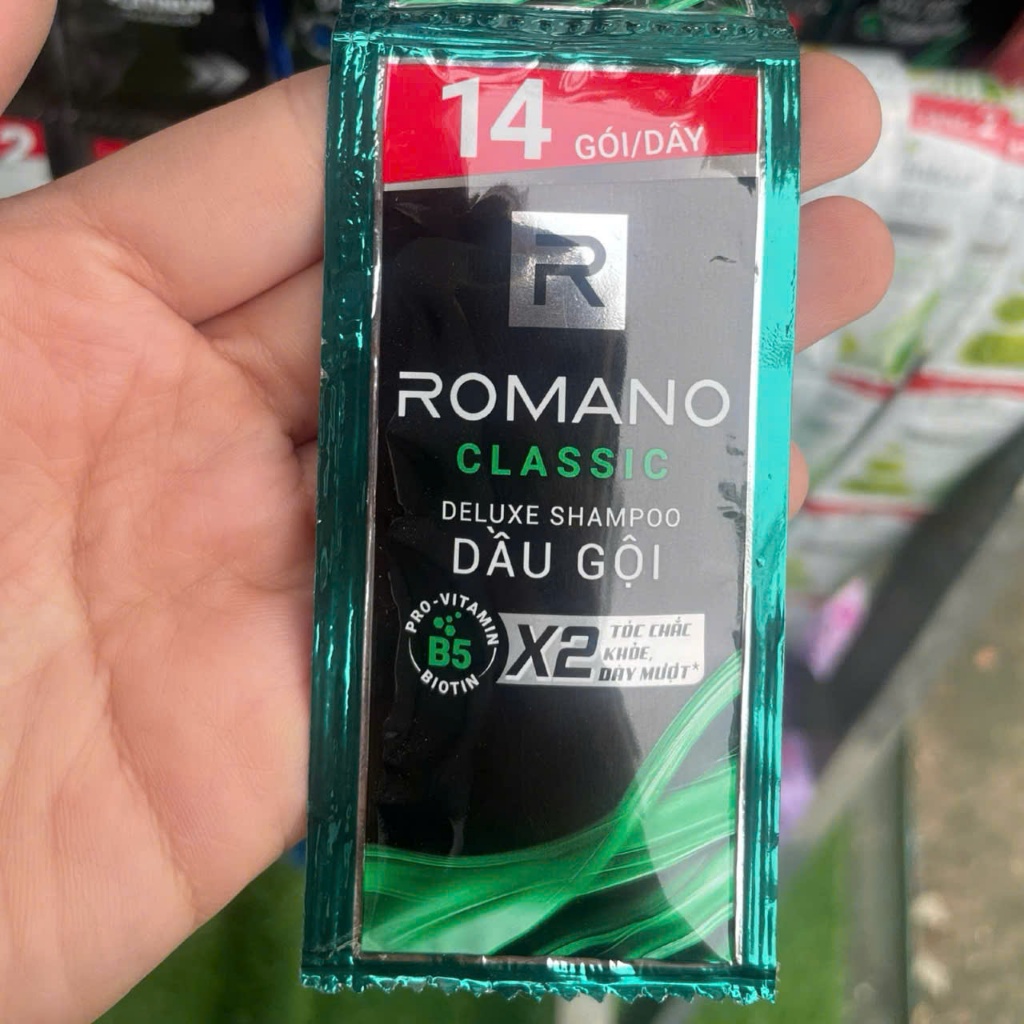 14 GÓI/DÂY
R
ROMANO
CLASSIC
DELUXE SHAMPOO
DẦU GỘI
PRO-VITAMIN
B5
BIOTIN
X2 TÓC CHẮC
KHỎE,
DÀY MƯỢT*
2